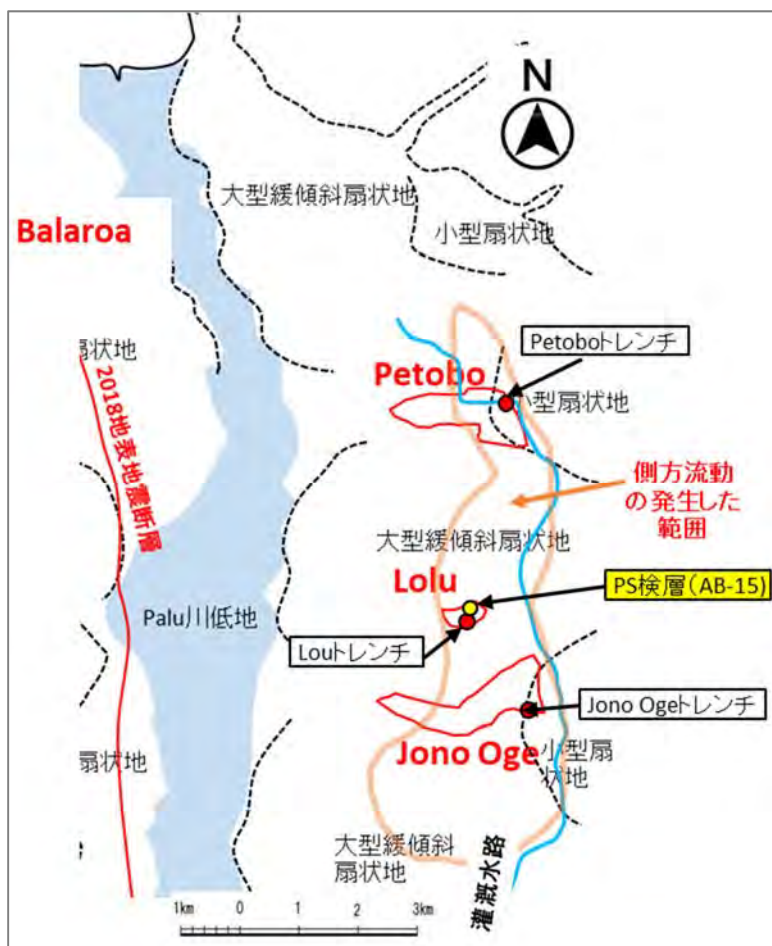 N
大型緩傾斜扇状地
小型扇状地
Balaroa
扇状地
2018地表地震断層
Petoboトレンチ
Petobo
小型扇状地
側方流動
の発生した
範囲
大型緩傾斜扇状地
Lolu
PS検層(AB-15)
Palu川低地
Louトレンチ
Jono Ogeトレンチ
Jono Oge
小型扇
状地
扇状地
大型緩傾斜
扇状地
灌漑水路
1km 0 1 2 3km